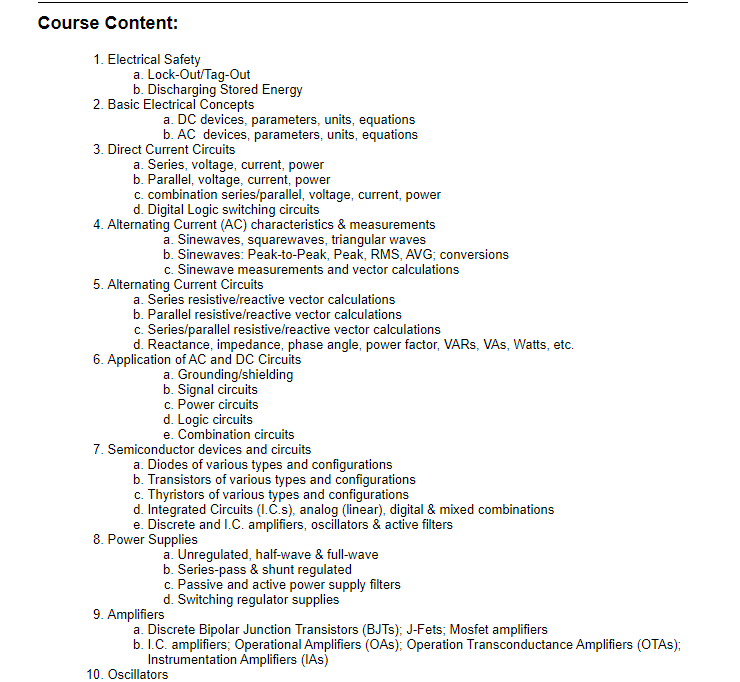 Course Content:
1. Electrical Safety
a. Lock-Out/Tag-Out
b. Discharging Stored Energy
2. Basic Electrical Concepts
a. DC devices, parameters, units, equations
b. AC devices, parameters, units, equations
3. Direct Current Circuits
a. Series, voltage, current, power
b. Parallel, voltage, current, power
c. combination series/parallel, voltage, current, power
d. Digital Logic switching circuits
4. Alternating Current (AC) characteristics & measurements
a. Sinewaves, squarewaves, triangular waves
b. Sinewaves: Peak-to-Peak, Peak, RMS, AVG; conversions
c. Sinewave measurements and vector calculations
5. Alternating Current Circuits
a. Series resistive/reactive vector calculations
b. Parallel resistive/reactive vector calculations
c. Series/parallel resistive/reactive vector calculations
d. Reactance, impedance, phase angle, power factor, VARs, VAs, Watts, etc.
6. Application of AC and DC Circuits
a. Grounding/shielding
b. Signal circuits
c. Power circuits
d. Logic circuits
e. Combination circuits
7. Semiconductor devices and circuits
a. Diodes of various types and configurations
b. Transistors of various types and configurations
c. Thyristors of various types and configurations
d. Integrated Circuits (I.C.s), analog (linear), digital & mixed combinations
e. Discrete and I.C. amplifiers, oscillators & active filters
8. Power Supplies
a. Unregulated, half-wave & full-wave
b. Series-pass & shunt regulated
c. Passive and active power supply filters
d. Switching regulator supplies
9. Amplifiers
a. Discrete Bipolar Junction Transistors (BJTs); J-Fets; Mosfet amplifiers
b. I.C. amplifiers; Operational Amplifiers (OAs); Operation Transconductance Amplifiers (OTAs);
Instrumentation Amplifiers (IAs)
10. Oscillators